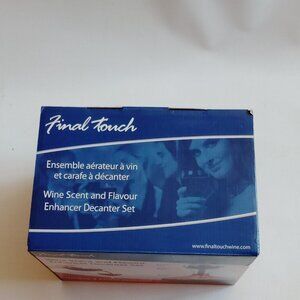 Final Touch
Ensemble aérateur à vin
et carafe à décanter
Wine Scent and Flavour
Enhancer Decanter Set
www.finaltouchwine.com